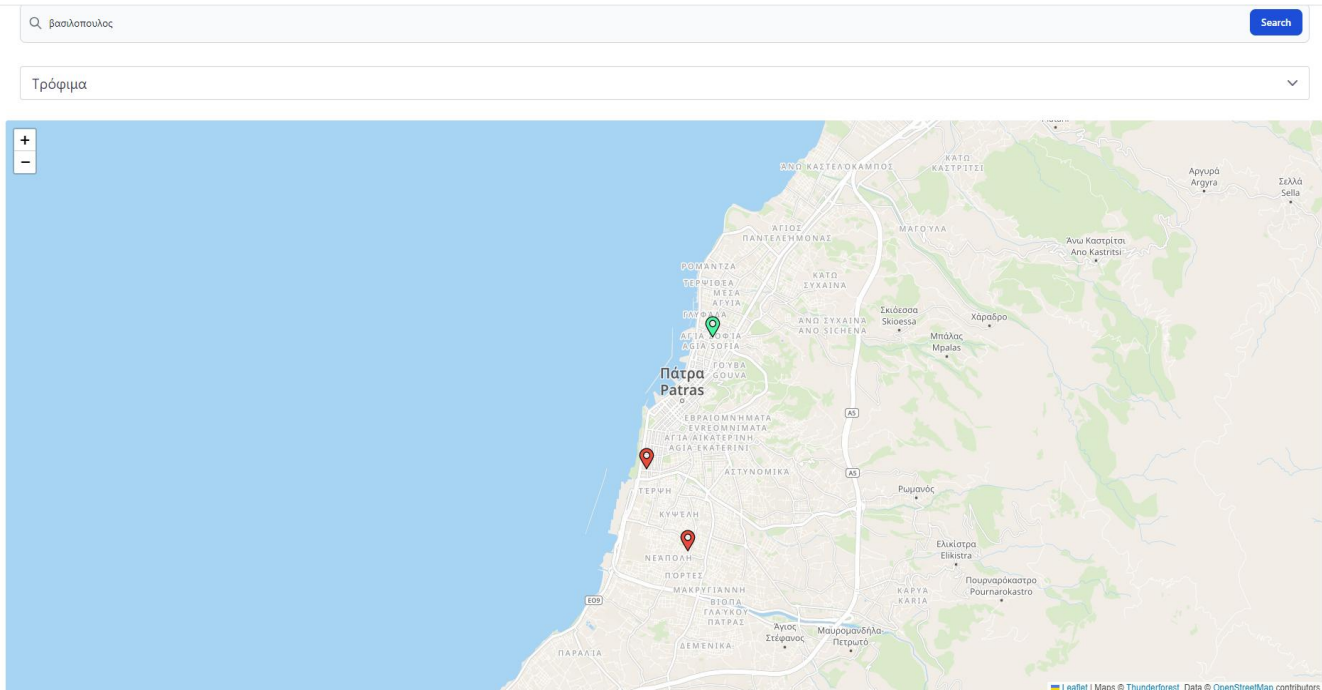 βασιλοπουλος
Search
Τρόφιμα
+
−
ΑΝΩ ΚΑΣΤΕΛΟΚΑΜΠΟΣ
ΚΑΤΩ
ΚΑΣΤΡΙΤΣΙ
Αργυρά
Argyra
Σελλά
Sella
ΑΓΙΟΣ
ΠΑΝΤΕΛΕΗΜΟΝΑΣ
ΜΑΓΟΥΛΑ
Άνω Καστρίτσι
Ano Kastritsi
ΡΟΜΑΝΤΖΑ
ΤΕΡΨΙΘΕΑ
ΜΕΣΑ
ΑΓΥΙΑ
ΚΑΤΩ
ΣΥΧΑΙΝΑ
ΓΛΥΦΑΔΑ
ΑΝΩ ΣΥΧΑΙΝΑ
ANO SICHENA
Σκιόεσσα
Skioessa
Χάραδρο
Μπάλας
Mpalas
ΑΓΙΑ ΣΟΦΙΑ
AGIA SOFIA
ΓΟΥΒΑ
GOUVA
Πάτρα
Patras
ΕΒΡΑΙΟΜΝΗΜΑΤΑ
EVREOMNIMATA
ΑΓΙΑ ΑΙΚΑΤΕΡΙΝΗ
AGIA EKATERINI
A5
ΑΣΤΥΝΟΜΙΚΑ
A5
ΤΕΡΨΗ
Ρωμανός
ΚΥΨΕΛΗ
ΝΕΑΠΟΛΗ
Ελικίστρα
Elikistra
ΠΟΡΤΕΣ
ΜΑΚΡΥΓΙΑΝΝΗ
Πουρναρόκαστρο
Pournarokastro
ΚΑΡΥΑ
KARIA
E09
ΒΙΟΠΑ
ΓΛΑΥΚΟΥ
ΠΑΤΡΑΣ
Άγιος
Στέφανος
Μαυρομανδήλα
Πετρωτό
ΔΕΜΕΝΙΚΑ
ΠΑΡΑΛΙΑ
Leaflet | Maps © Thunderforest, Data © OpenStreetMap contributors